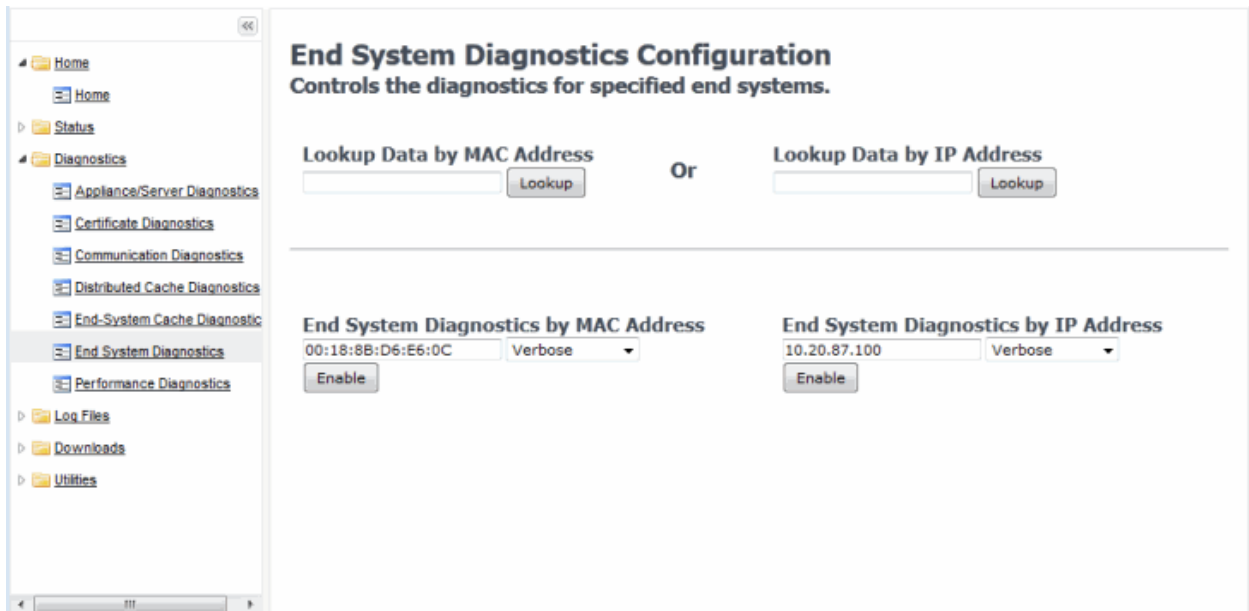 Home
Home
Status
Diagnostics
Appliance/Server Diagnostics
Certificate Diagnostics
Communication Diagnostics
Distributed Cache Diagnostics
End-System Cache Diagnostic
End System Diagnostics
Performance Diagnostics
Log Files
Downloads
Utilities
End System Diagnostics Configuration
Controls the diagnostics for specified end systems.
Lookup Data by MAC Address
Lookup
Or
Lookup Data by IP Address
Lookup
End System Diagnostics by MAC Address
00:18:8B:D6:E6:0C Verbose
Enable
End System Diagnostics by IP Address
10.20.87.100 Verbose
Enable